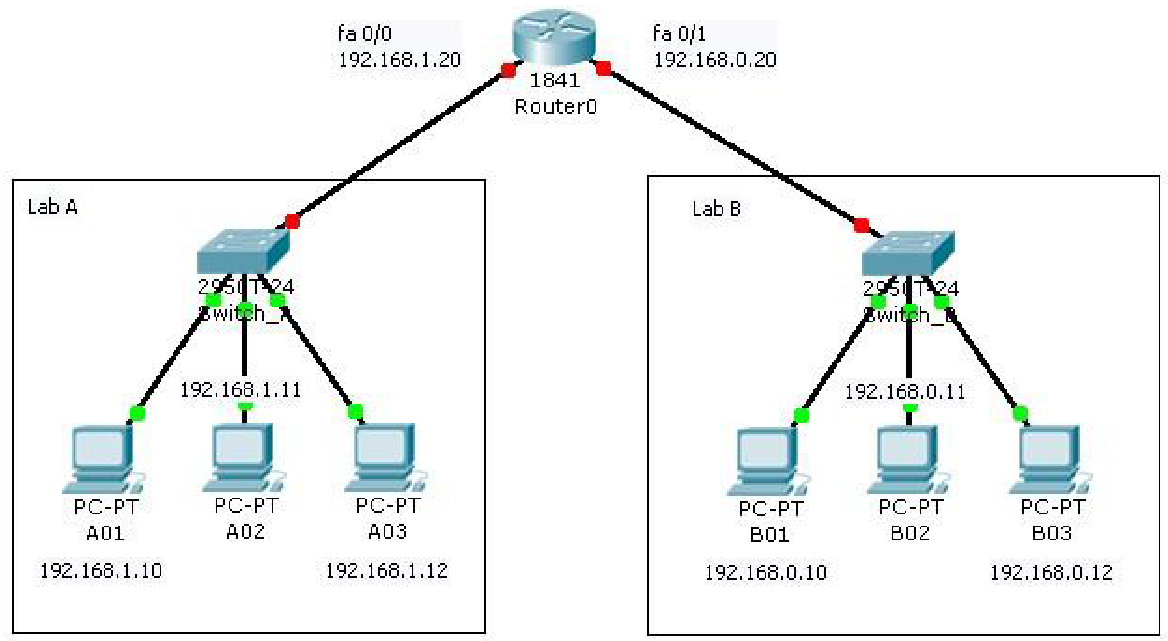 fa 0/0
192.168.1.20
fa 0/1
192.168.0.20
1841
Router0
Lab A
Lab B
2950T-24
Switch_A
2950T-24
Switch_B
192.168.1.11
192.168.0.11
PC-PT
A01
PC-PT
A02
PC-PT
A03
PC-PT
B01
PC-PT
B02
PC-PT
B03
192.168.1.10
192.168.1.12
192.168.0.10
192.168.0.12